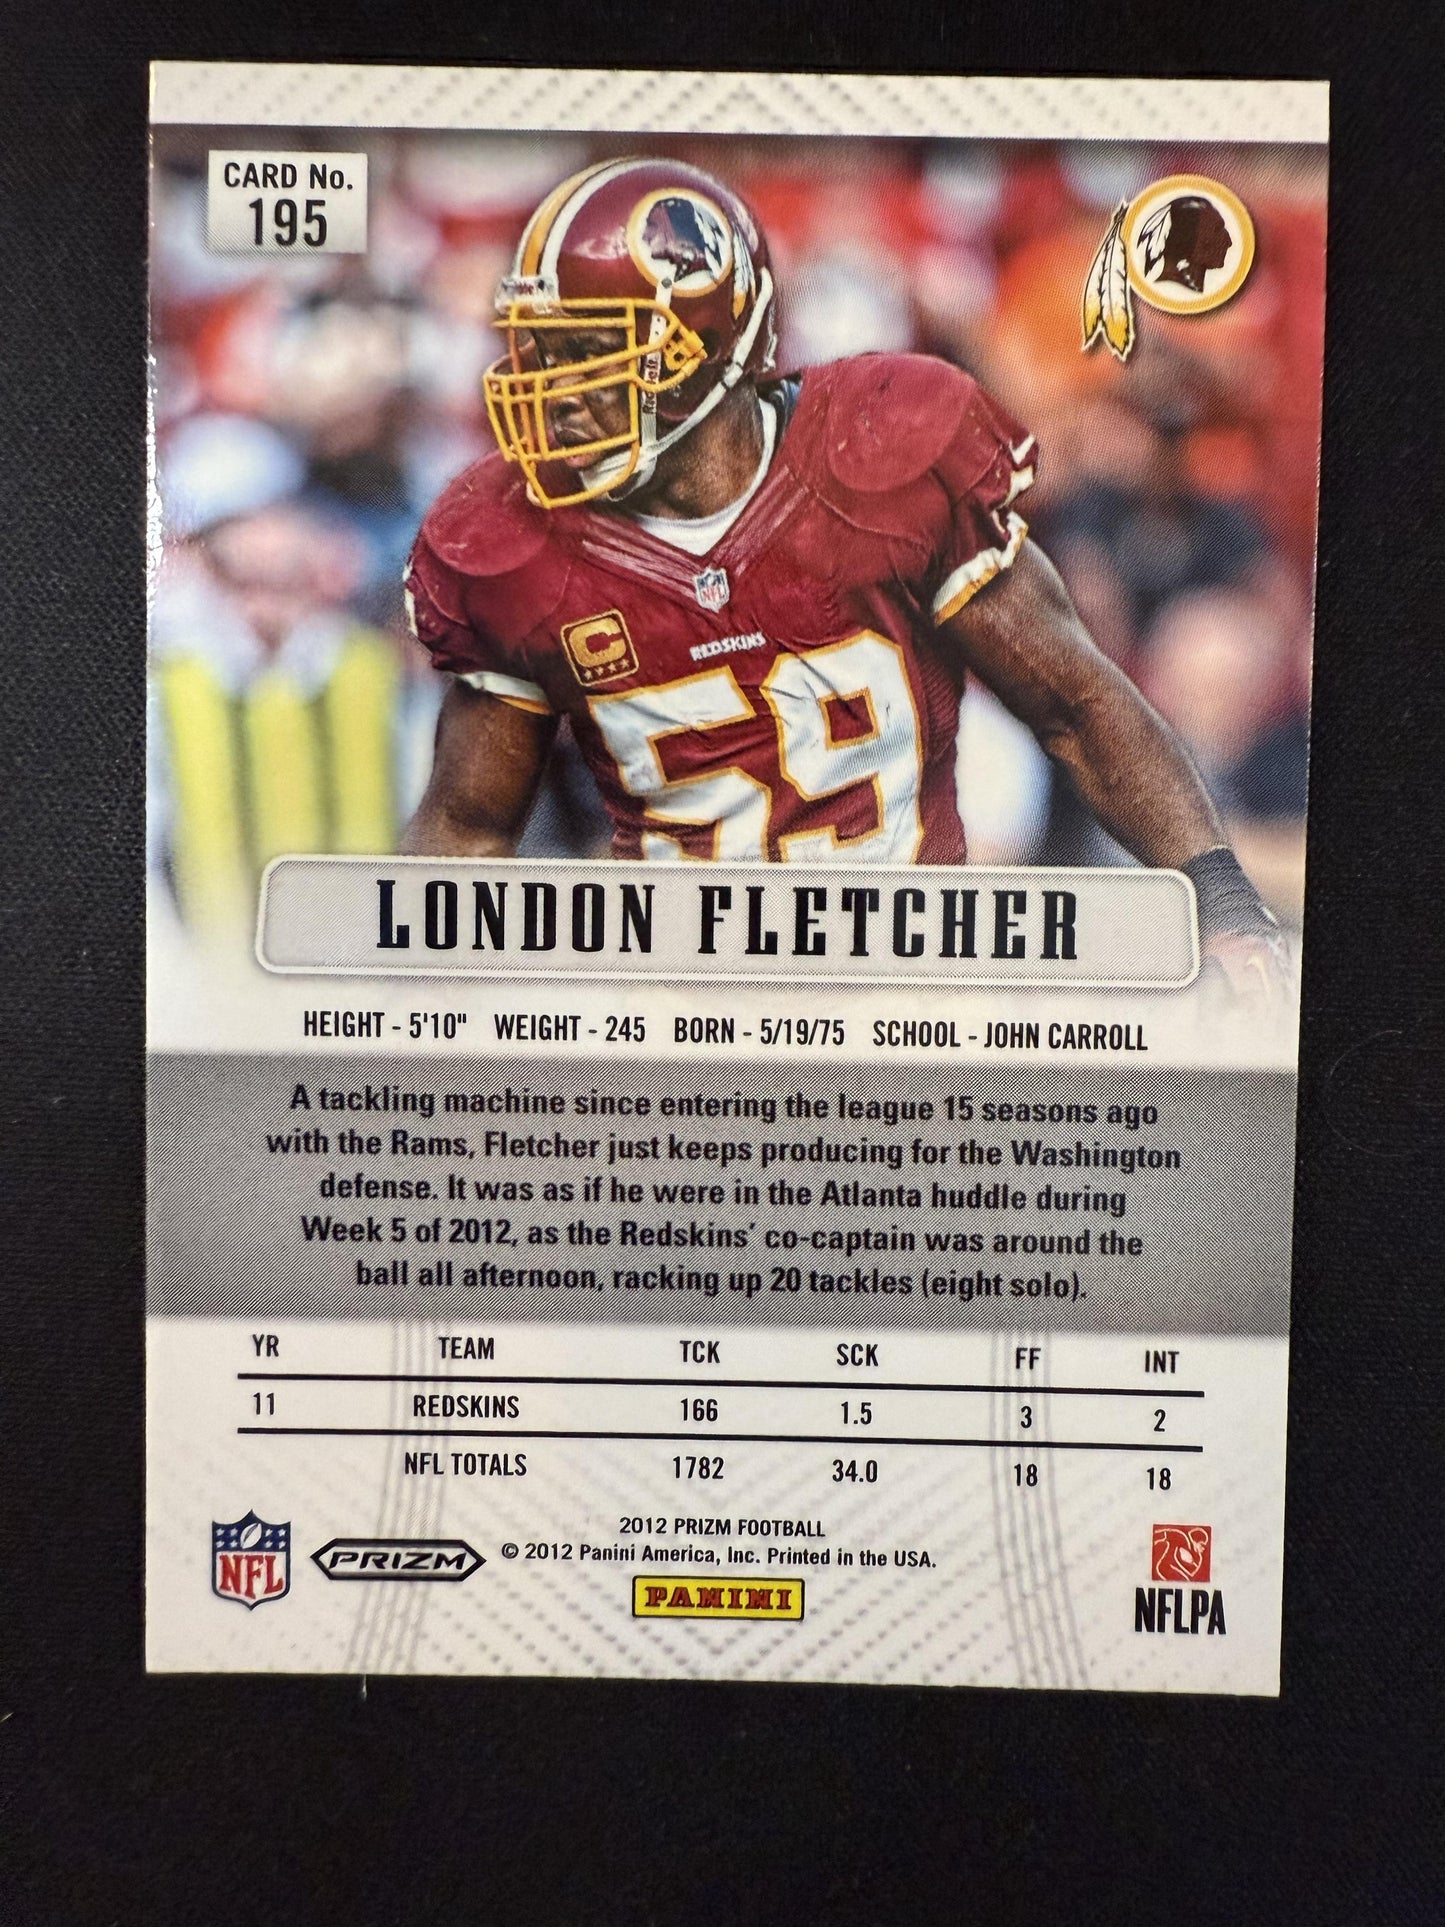 CARD No.
195
Riddell
C
REDSKINS
NFL
59
LONDON FLETCHER
HEIGHT - 5'10" WEIGHT - 245 BORN - 5/19/75 SCHOOL - JOHN CARROLL
A tackling machine since entering the league 15 seasons ago
with the Rams, Fletcher just keeps producing for the Washington
defense. It was as if he were in the Atlanta huddle during
Week 5 of 2012, as the Redskins' co-captain was around the
ball all afternoon, racking up 20 tackles (eight solo).
YR TEAM TCK SCK FF INT
11 REDSKINS 166 1.5 3 2
NFL TOTALS 1782 34.0 18 18
2012 PRIZM FOOTBALL
© 2012 Panini America, Inc. Printed in the USA.
NFL
PRIZM
PANINI
NFLPA